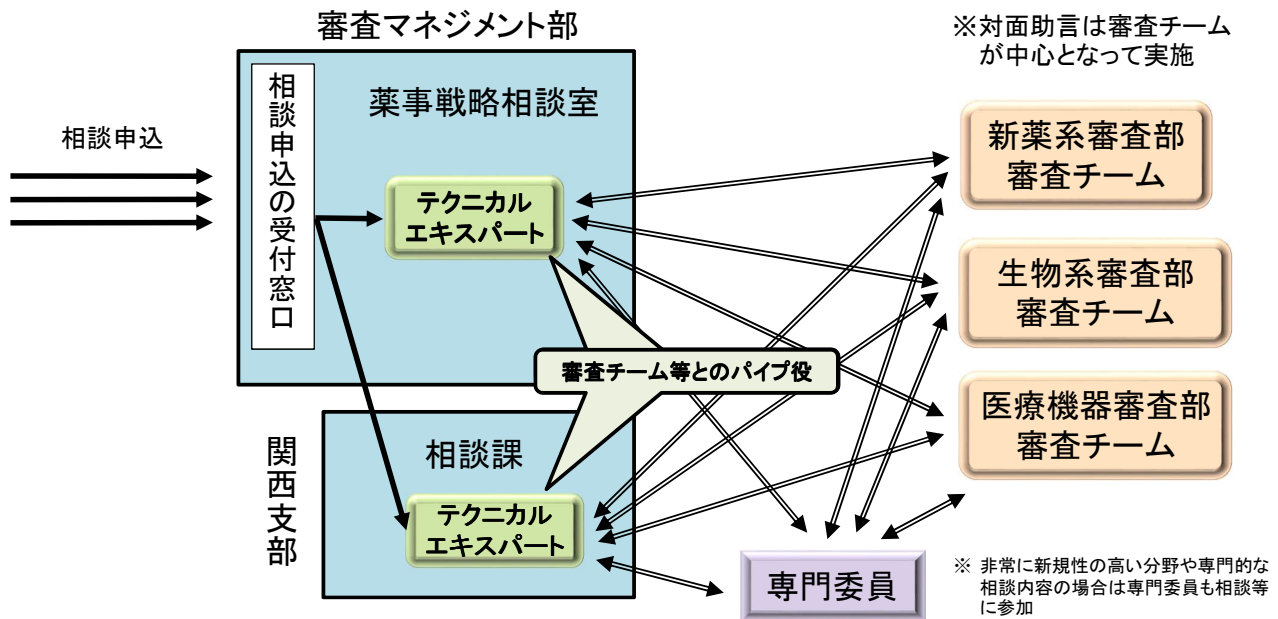 審査マネジメント部
※対面助言は審査チーム
が中心となって実施
相談申込
相談申込の受付窓口
薬事戦略相談室
テクニカル
エキスパート
新薬系審査部
審査チーム
生物系審査部
審査チーム
審査チーム等とのパイプ役
医療機器審査部
審査チーム
関西支部
相談課
テクニカル
エキスパート
専門委員
※ 非常に新規性の高い分野や専門的な
相談内容の場合は専門委員も相談等
に参加